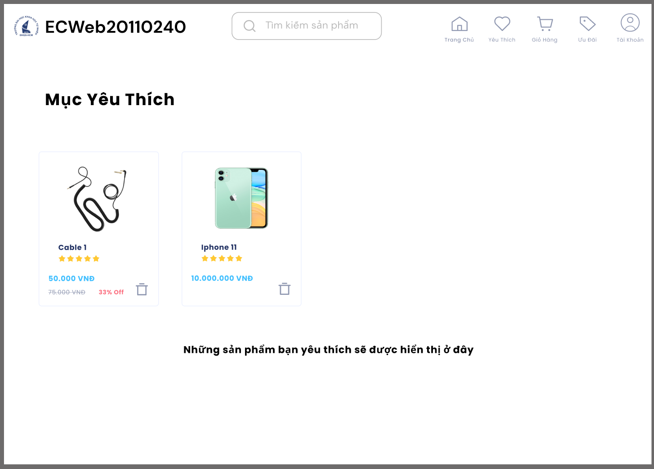 ECWeb20110240
Tìm kiếm sản phẩm
Trang Chủ
Yêu Thích
Giỏ Hàng
Ưu Đãi
Tài Khoản
Mục Yêu Thích
Cable 1
50.000 VNĐ
75.000 VNĐ 33% Off
Iphone 11
10.000.000 VNĐ
Những sản phẩm bạn yêu thích sẽ được hiển thị ở đây